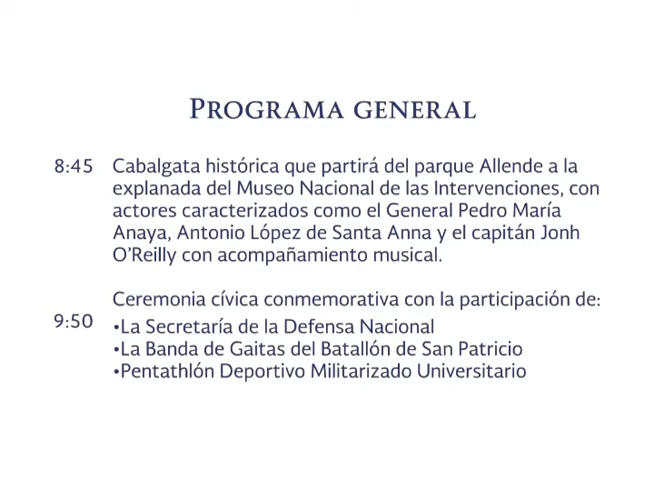 PROGRAMA GENERAL
8:45 Cabalgata histórica que partirá del parque Allende a la
explanada del Museo Nacional de las Intervenciones, con
actores caracterizados como el General Pedro María
Anaya, Antonio López de Santa Anna y el capitán Jonh
O’Reilly con acompañamiento musical.
Ceremonia cívica conmemorativa con la participación de:
9:50
•La Secretaría de la Defensa Nacional
•La Banda de Gaitas del Batallón de San Patricio
•Pentathlón Deportivo Militarizado Universitario